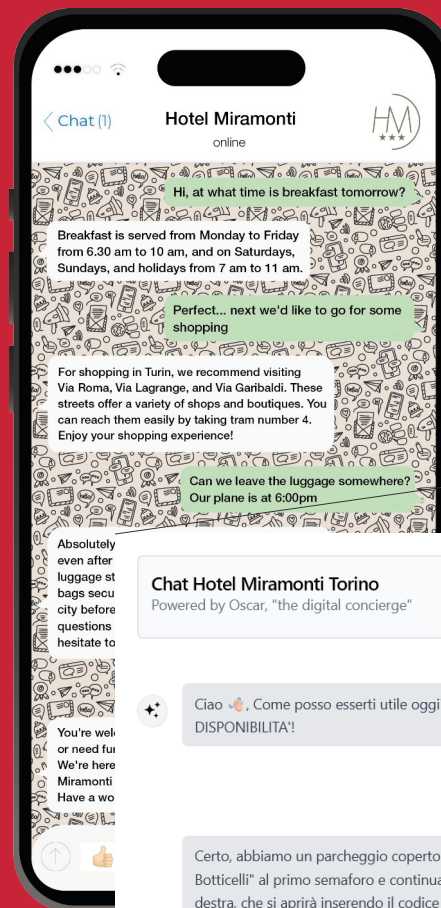 Chat (1)
Hotel Miramonti
online
HM
Hi, at what time is breakfast tomorrow?
Breakfast is served from Monday to Friday
from 6.30 am to 10 am, and on Saturdays,
Sundays, and holidays from 7 am to 11 am.
Perfect... next we'd like to go for some
shopping
For shopping in Turin, we recommend visiting
Via Roma, Via Lagrange, and Via Garibaldi. These
streets offer a variety of shops and boutiques. You
can reach them easily by taking tram number 4.
Enjoy your shopping experience!
Can we leave the luggage somewhere?
Our plane is at 6:00pm
Absolutely
even after
luggage st
bags secu
city before
questions
hesitate to
You're wel
or need fur
We're here
Miramonti
Have a wo
Chat Hotel Miramonti Torino
Powered by Oscar, "the digital concierge"
Ciao 👋, Come posso esserti utile oggi
DISPONIBILITA'!
Certo, abbiamo un parcheggio coperto
Botticelli" al primo semaforo e continua
destra, che si aprirà inserendo il codice